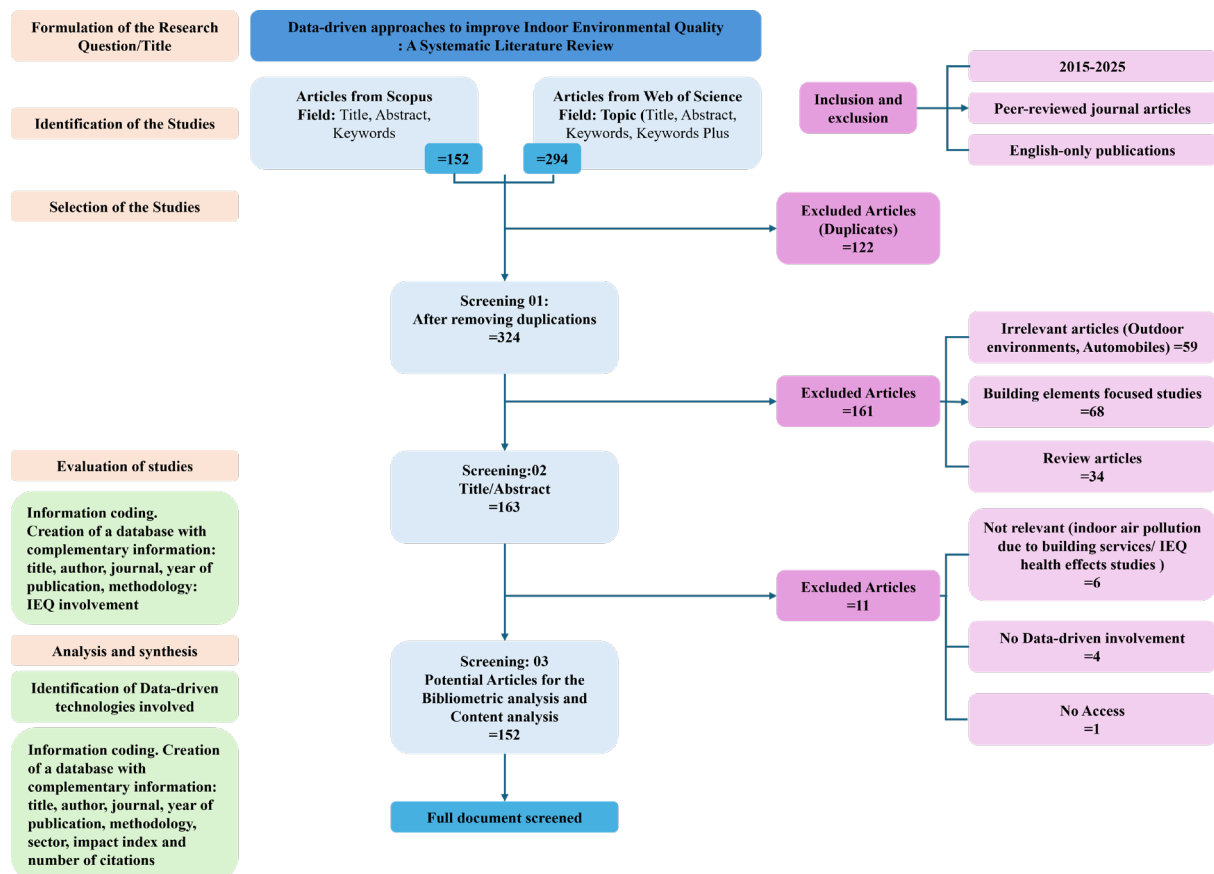 Formulation of the Research
Question/Title
Data-driven approaches to improve Indoor Environmental Quality
: A Systematic Literature Review
Identification of the Studies
Articles from Scopus
Field: Title, Abstract,
Keywords
=152
Articles from Web of Science
Field: Topic (Title, Abstract,
Keywords, Keywords Plus
=294
Inclusion and
exclusion
2015-2025
Peer-reviewed journal articles
English-only publications
Selection of the Studies
Excluded Articles
(Duplicates)
=122
Screening 01:
After removing duplications
=324
Excluded Articles
=161
Irrelevant articles (Outdoor
environments, Automobiles) =59
Building elements focused studies
=68
Review articles
=34
Evaluation of studies
Information coding.
Creation of a database with
complementary information:
title, author, journal, year of
publication, methodology:
IEQ involvement
Screening:02
Title/Abstract
=163
Excluded Articles
=11
Not relevant (indoor air pollution
due to building services/ IEQ
health effects studies )
=6
No Data-driven involvement
=4
No Access
=1
Analysis and synthesis
Identification of Data-driven
technologies involved
Information coding. Creation
of a database with
complementary information:
title, author, journal, year of
publication, methodology,
sector, impact index and
number of citations
Screening: 03
Potential Articles for the
Bibliometric analysis and
Content analysis
=152
Full document screened